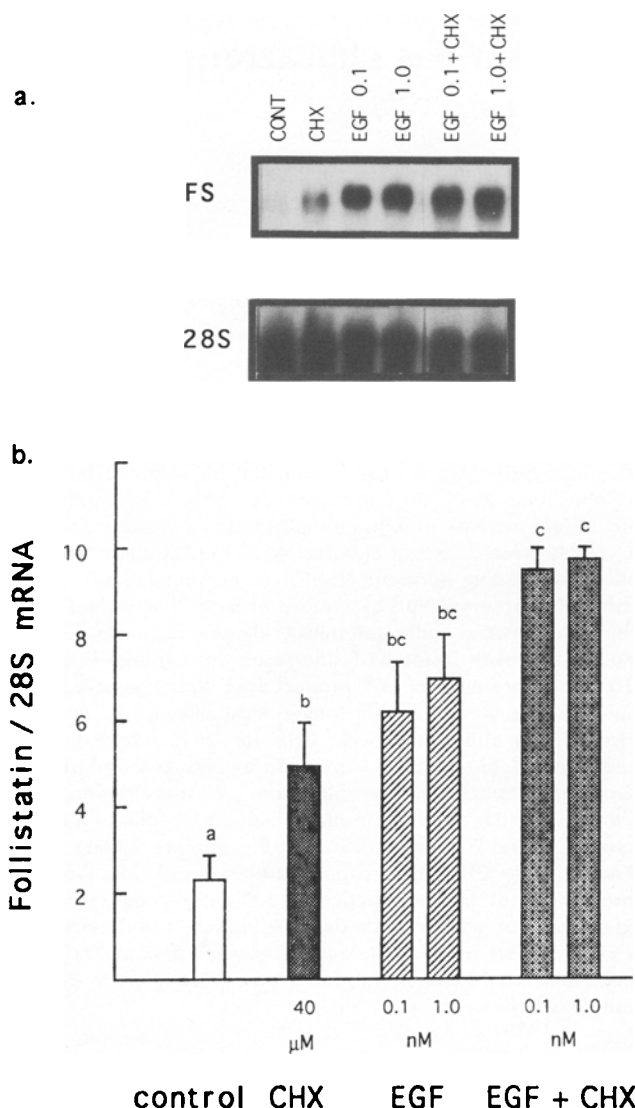 a.
CONT
CHX
EGF 0.1
EGF 1.0
EGF 0.1+CHX
EGF 1.0+CHX
FS
28S
b.
Follistatin / 28S mRNA
10
8
6
4
2
a
b
bc bc
c c
40 0.1 1.0 0.1 1.0
μM nM nM
control CHX EGF EGF + CHX